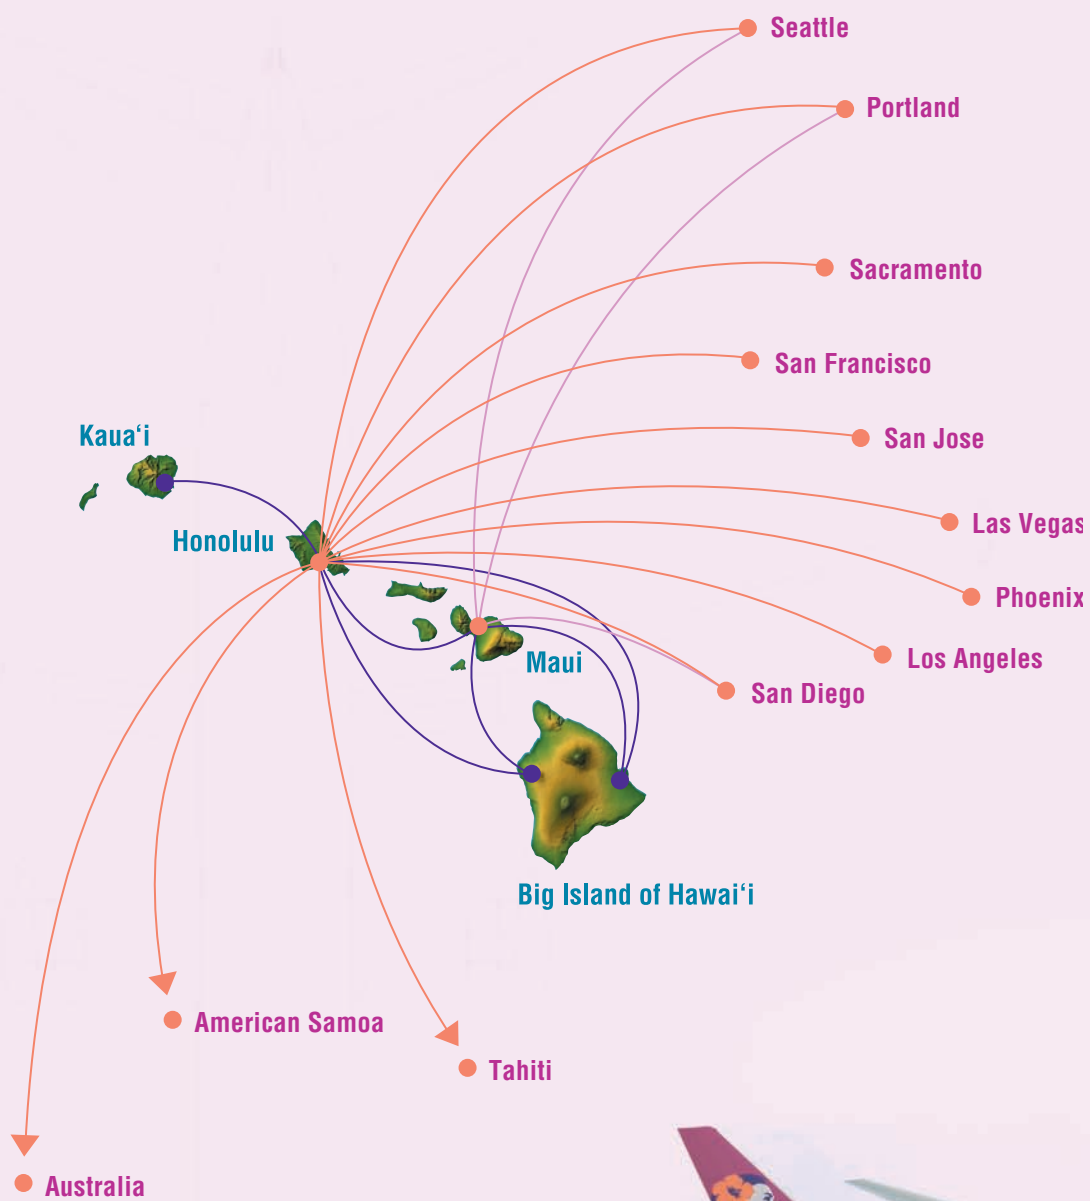 Seattle
Portland
Sacramento
San Francisco
Kaua‘i
San Jose
Honolulu
Las Vegas
Phoenix
Maui
Los Angeles
San Diego
Big Island of Hawai‘i
American Samoa
Tahiti
Australia